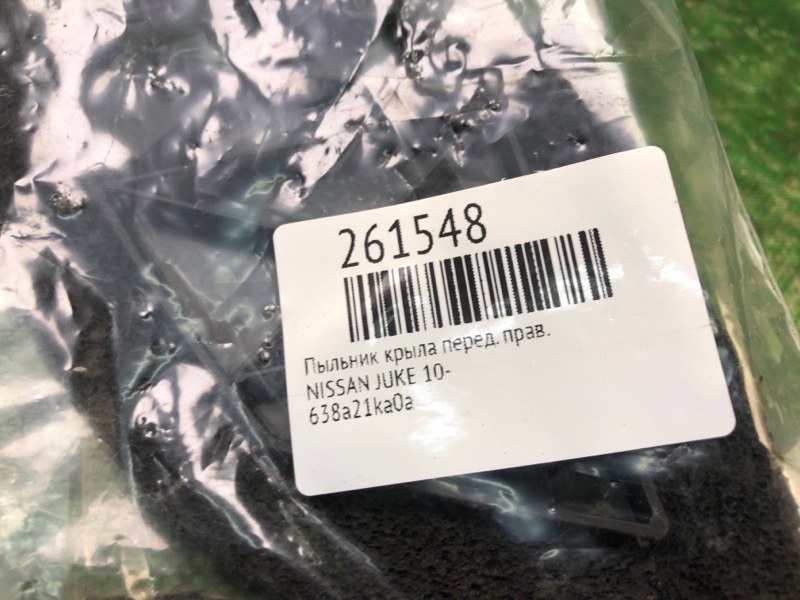 261548
Пыльник крыла перед. прав.
NISSAN JUKE 10-
638a21ka0a